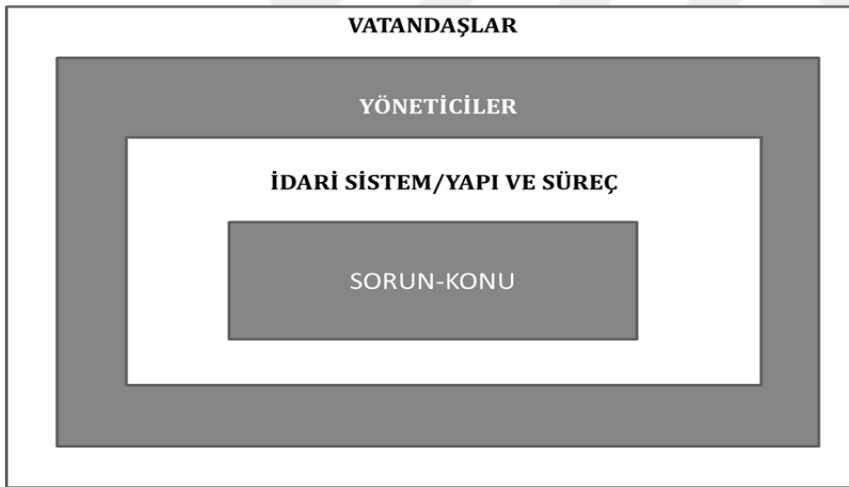 VATANDAŞLAR
YÖNETİCİLER
İDARİ SİSTEM/YAPI VE SÜREÇ
SORUN-KONU